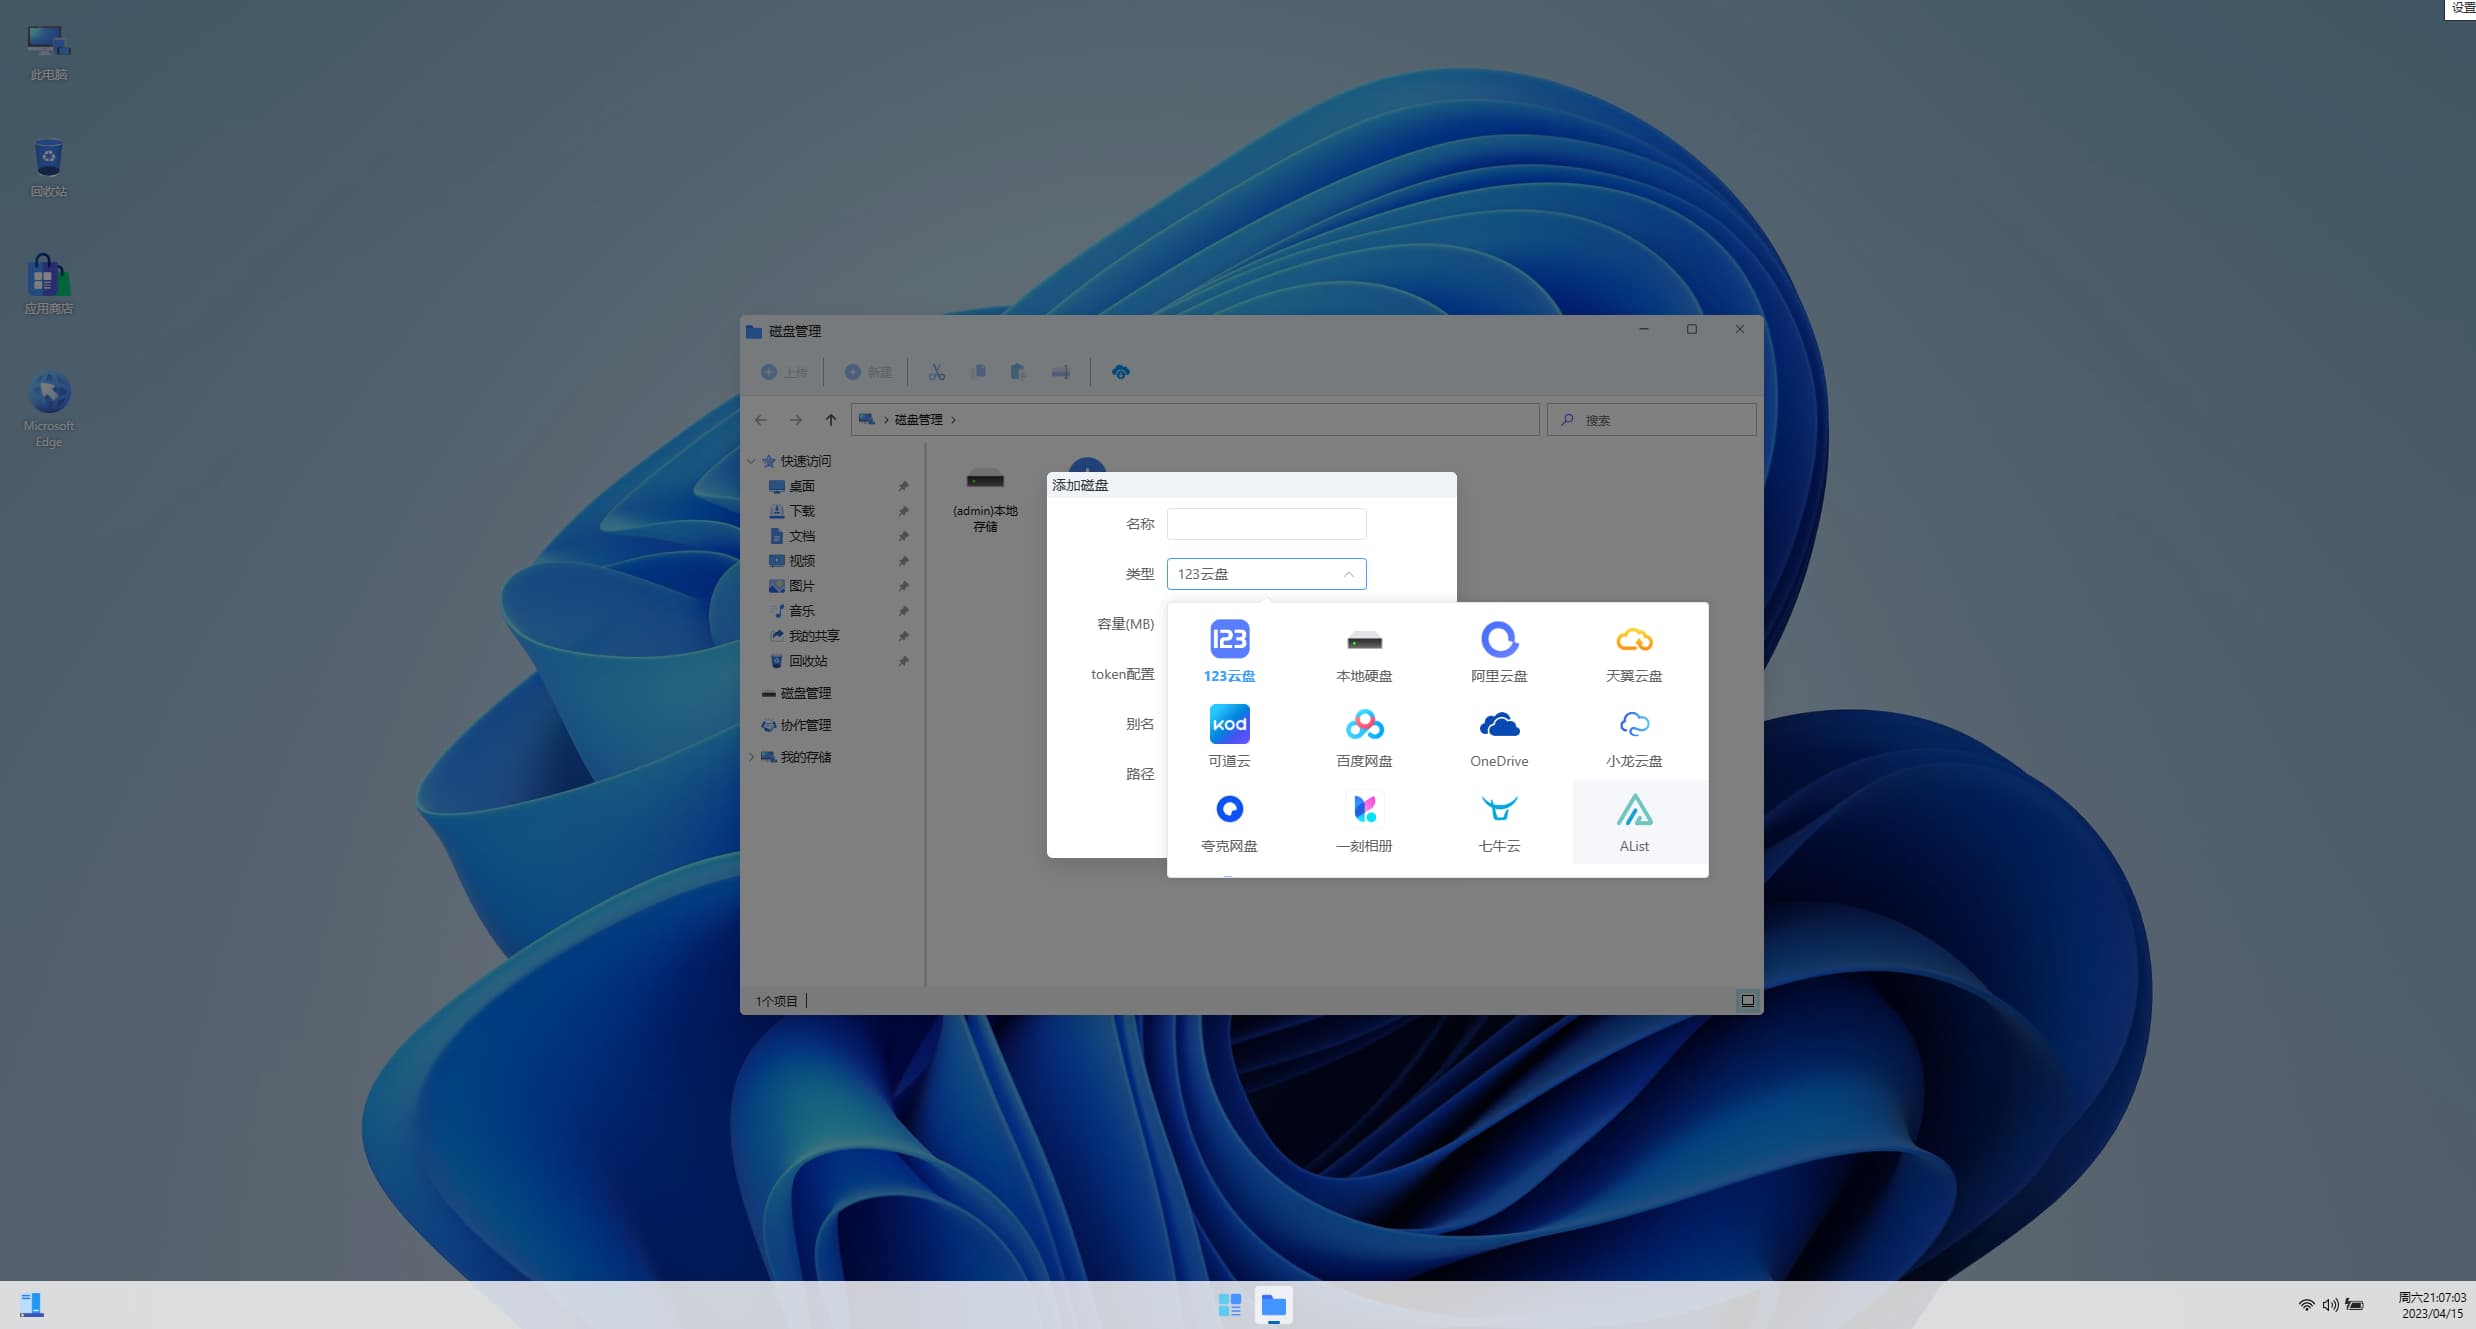 设置
此电脑
回收站
应用商店
Microsoft
Edge
磁盘管理
上传
新建
磁盘管理
搜索
快速访问
桌面
下载
文档
视频
图片
音乐
我的共享
回收站
磁盘管理
协作管理
我的存储
(admin)本地
存储
添加磁盘
名称
类型
123云盘
容量(MB)
token配置
别名
路径
123
123云盘
本地硬盘
阿里云盘
天翼云盘
kod
可道云
百度网盘
OneDrive
小龙云盘
夸克网盘
一刻相册
七牛云
AList
1个项目
周六21:07:03
2023/04/15